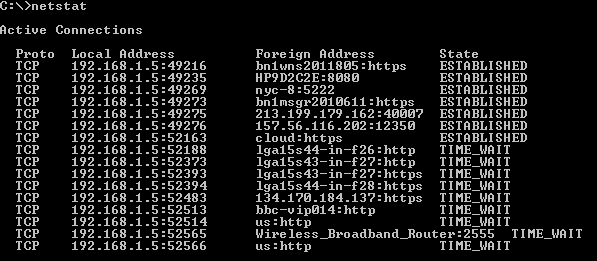 C:\>netstat
Active Connections
Proto Local Address Foreign Address State
TCP 192.168.1.5:49216 bn1wns2011805:https ESTABLISHED
TCP 192.168.1.5:49235 HP9D2C2E:8080 ESTABLISHED
TCP 192.168.1.5:49269 nyc-8:5222 ESTABLISHED
TCP 192.168.1.5:49273 bn1msgr2010611:https ESTABLISHED
TCP 192.168.1.5:49275 213.199.179.162:40007 ESTABLISHED
TCP 192.168.1.5:49276 157.56.116.202:12350 ESTABLISHED
TCP 192.168.1.5:52163 cloud:https ESTABLISHED
TCP 192.168.1.5:52188 lga15s44-in-f26:http TIME_WAIT
TCP 192.168.1.5:52373 lga15s43-in-f27:http TIME_WAIT
TCP 192.168.1.5:52393 lga15s43-in-f27:https TIME_WAIT
TCP 192.168.1.5:52394 lga15s44-in-f28:https TIME_WAIT
TCP 192.168.1.5:52483 134.170.184.137:https TIME_WAIT
TCP 192.168.1.5:52513 bbc-vip014:http TIME_WAIT
TCP 192.168.1.5:52514 us:http TIME_WAIT
TCP 192.168.1.5:52565 Wireless_Broadband_Router:2555 TIME_WAIT
TCP 192.168.1.5:52566 us:http TIME_WAIT